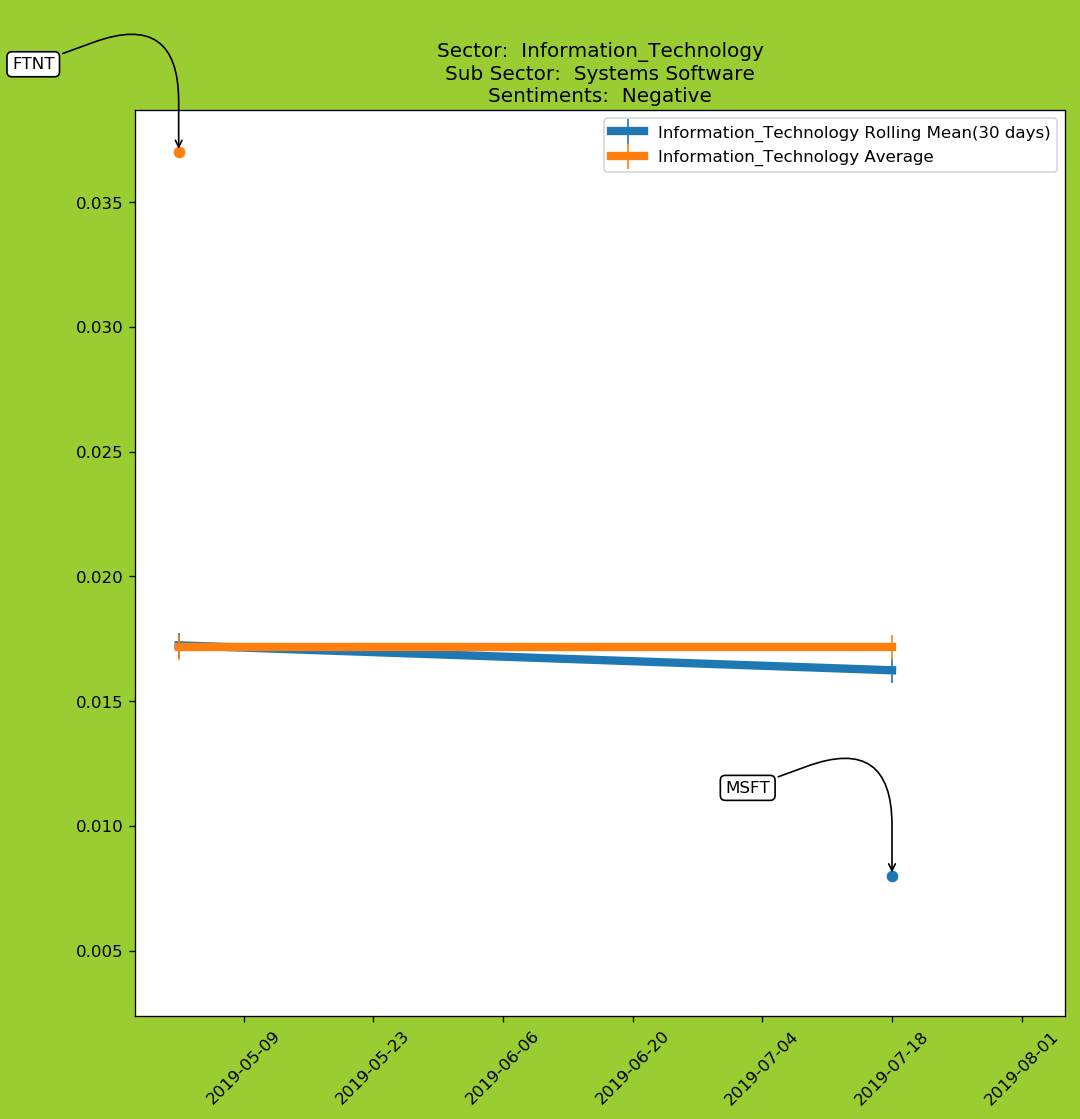 FTNT
Sector:  Information_Technology
Sub Sector:  Systems Software
Sentiments:  Negative
Information_Technology Rolling Mean(30 days)
Information_Technology Average
0.035
0.030
0.025
0.020
0.015
MSFT
0.010
0.005
2019-05-09
2019-05-23
2019-06-06
2019-06-20
2019-07-04
2019-07-18
2019-08-01